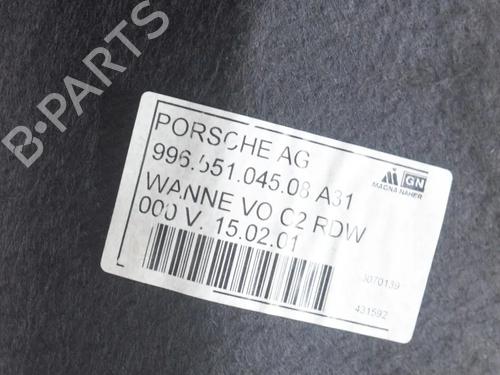 B-PARTS
PORSCHE AG
996.551.045.08 A31
WANNE VO C2 RDW
000 V. 15.02.01
GN
MAGNA NAHER
3070139
431592